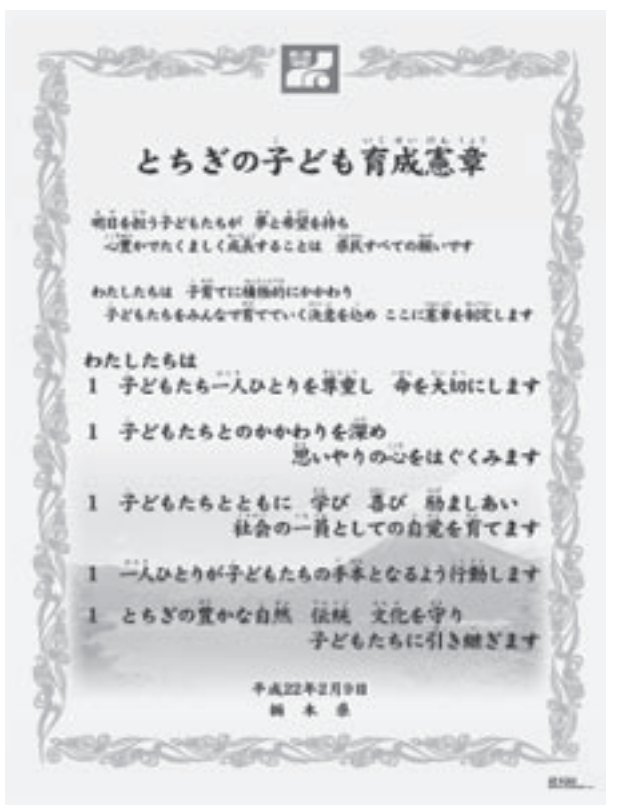 とちぎの子ども育成憲章
明日を担う子どもたちが 夢と希望を持ち
心豊かでたくましく成長することは 県民すべての願いです
わたしたちは 子育てに積極的にかかわり
子どもたちをみんなで育てていく決意を込め ここに憲章を制定します
わたしたちは
1 子どもたち一人ひとりを尊重し 命を大切にします
1 子どもたちとのかかわりを深め
思いやりの心をはぐくみます
1 子どもたちとともに 学び 喜び 励ましあい
社会の一員としての自覚を育てます
1 一人ひとりが子どもたちの手本となるよう行動します
1 とちぎの豊かな自然 伝統 文化を守り
子どもたちに引き継ぎます
平成22年2月9日
栃木県